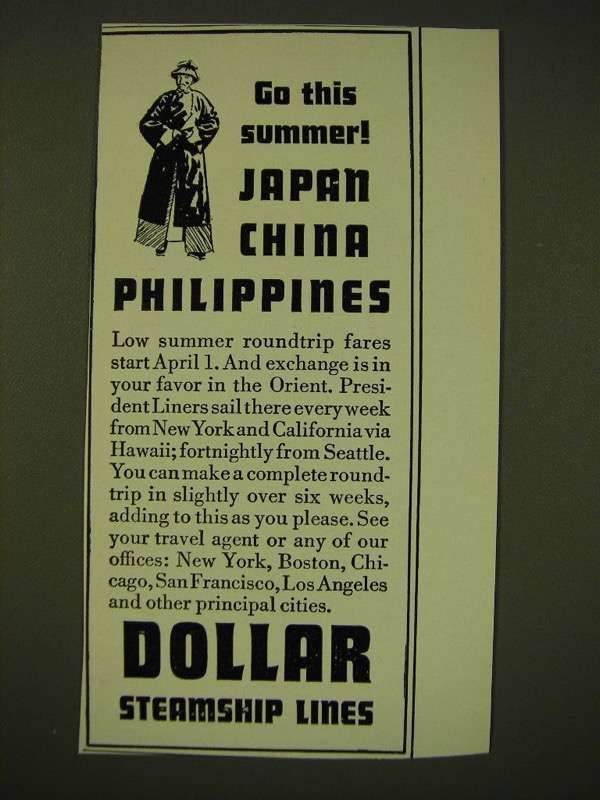 Go this
summer!
JAPAN
CHINA
PHILIPPINES
Low summer roundtrip fares
start April 1. And exchange is in
your favor in the Orient. Presi-
dent Liners sail there every week
from New York and California via
Hawaii; fortnightly from Seattle.
You can make a complete round-
trip in slightly over six weeks,
adding to this as you please. See
your travel agent or any of our
offices: New York, Boston, Chi-
cago, San Francisco, Los Angeles
and other principal cities.
DOLLAR
STEAMSHIP LINES